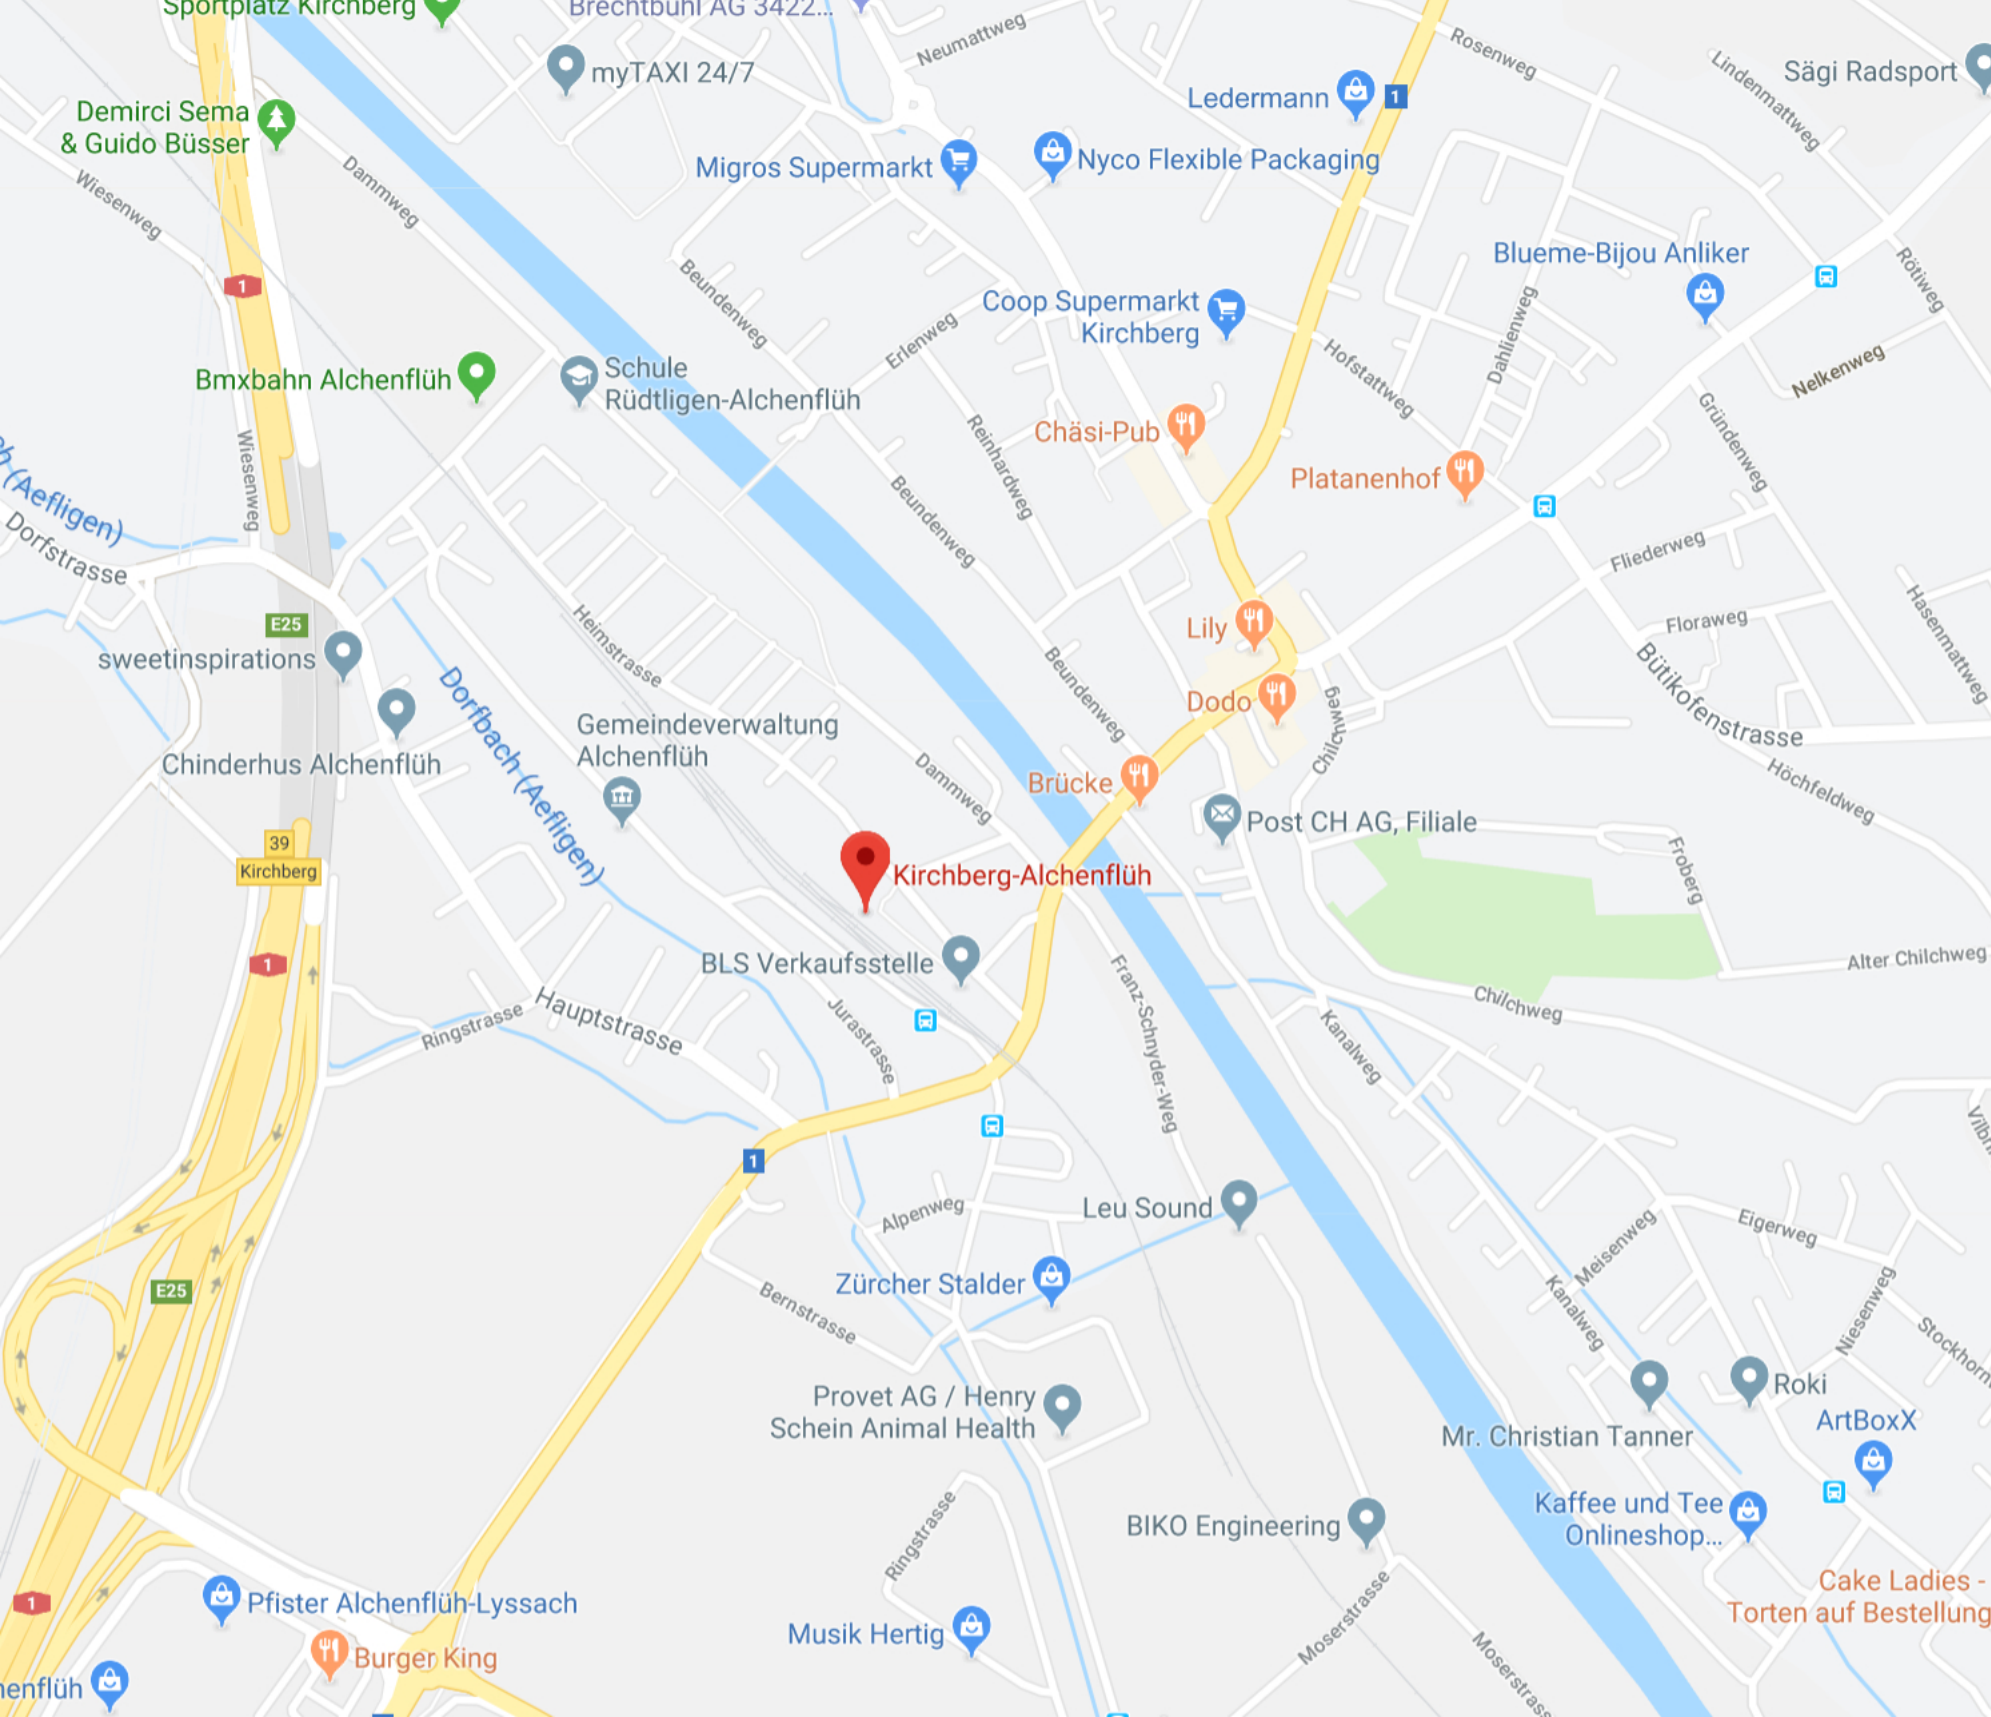 Sportplatz Kirchberg
Brechtbühl AG 3422...
Neumattweg
Rosenweg
Lindenmattweg
Sägi Radsport
myTAXI 24/7
Ledermann
1
Demirci Sema
& Guido Büsser
Dammweg
Wiesenweg
Migros Supermarkt
Nyco Flexible Packaging
Blueme-Bijou Anliker
Rötiweg
1
Beundenweg
Erlenweg
Coop Supermarkt
Kirchberg
Dahlienweg
Hofstattweg
Nelkenweg
Bmxbahn Alchenflüh
Schule
Rüdtligen-Alchenflüh
Gründenweg
Chäsi-Pub
Reinhardweg
Platanenhof
Wiesenweg
(Aefligen)
Dorfstrasse
Beundenweg
Fliederweg
Floraweg
Hasenmattweg
E25
Heimstrasse
Lily
sweetinspirations
Dorfbach (Aefligen)
Beundenweg
Dodo
Chilchweg
Bütikofenstrasse
Gemeindeverwaltung
Alchenflüh
Chinderhus Alchenflüh
Dammweg
Brücke
Höchfeldweg
Post CH AG, Filiale
39
Kirchberg
Froberg
Kirchberg-Alchenflüh
1
BLS Verkaufsstelle
Alter Chilchweg
Franz-Schnyder-Weg
Chilchweg
Hauptstrasse
Ringstrasse
Jurastrasse
Kanalweg
1
Alpenweg
Leu Sound
Meisenweg
Eigerweg
E25
Zürcher Stalder
Bernstrasse
Kanalweg
Niesenweg
Stockhorn
Provet AG / Henry
Schein Animal Health
Roki
Mr. Christian Tanner
ArtBoxX
Ringstrasse
BIKO Engineering
Kaffee und Tee
Onlineshop...
1
Pfister Alchenflüh-Lyssach
Moserstrasse
Cake Ladies -
Torten auf Bestellung
Musik Hertig
Burger King
Moserstrass
henflüh